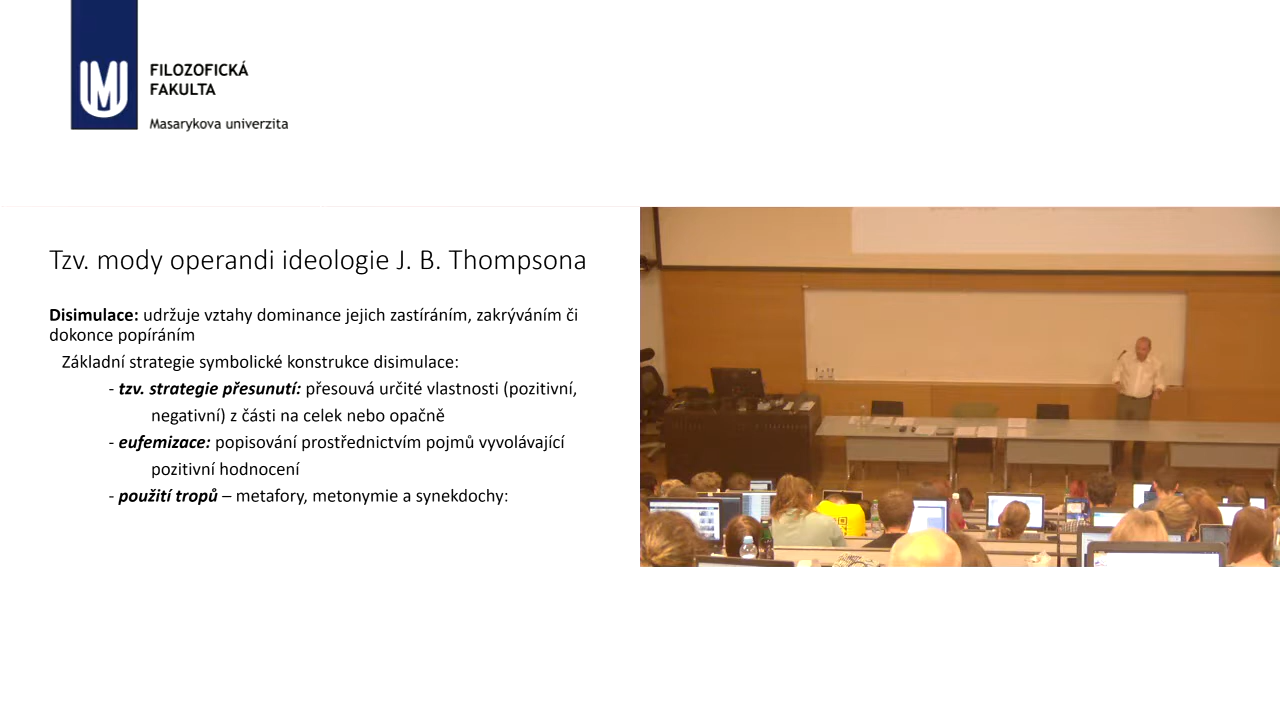 FILOZOFICKÁ
FAKULTA
Masarykova univerzita
Tzv. mody operandi ideologie J. B. Thompsona
Disimulace: udržuje vztahy dominance jejich zastíráním, zakrýváním či
dokonce popíráním
Základní strategie symbolické konstrukce disimulace:
- tzv. strategie přesunutí: přesouvá určité vlastnosti (pozitivní,
negativní) z části na celek nebo opačně
- eufemizace: popisování prostřednictvím pojmů vyvolávající
pozitivní hodnocení
- použití tropů – metafory, metonymie a synekdochy: